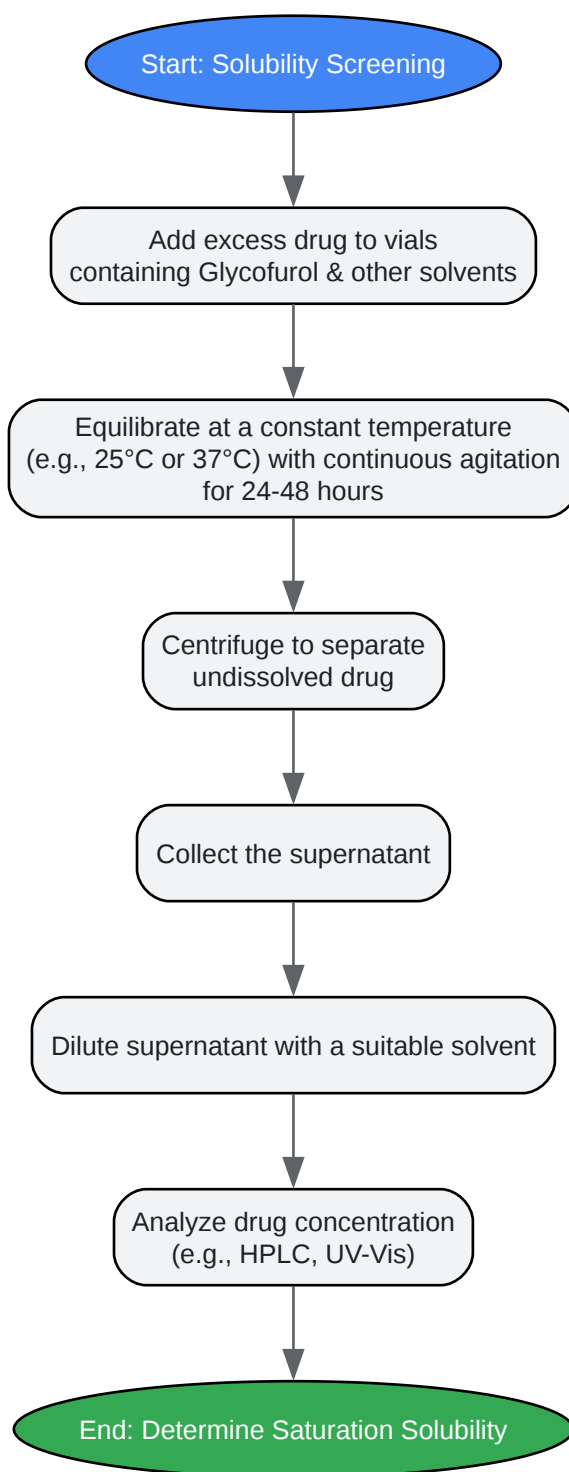 Start: Solubility Screening
Add excess drug to vials
containing Glycofurol & other solvents
Equilibrate at a constant temperature
(e.g., 25°C or 37°C) with continuous agitation
for 24-48 hours
Centrifuge to separate
undissolved drug
Collect the supernatant
Dilute supernatant with a suitable solvent
Analyze drug concentration
(e.g., HPLC, UV-Vis)
End: Determine Saturation Solubility